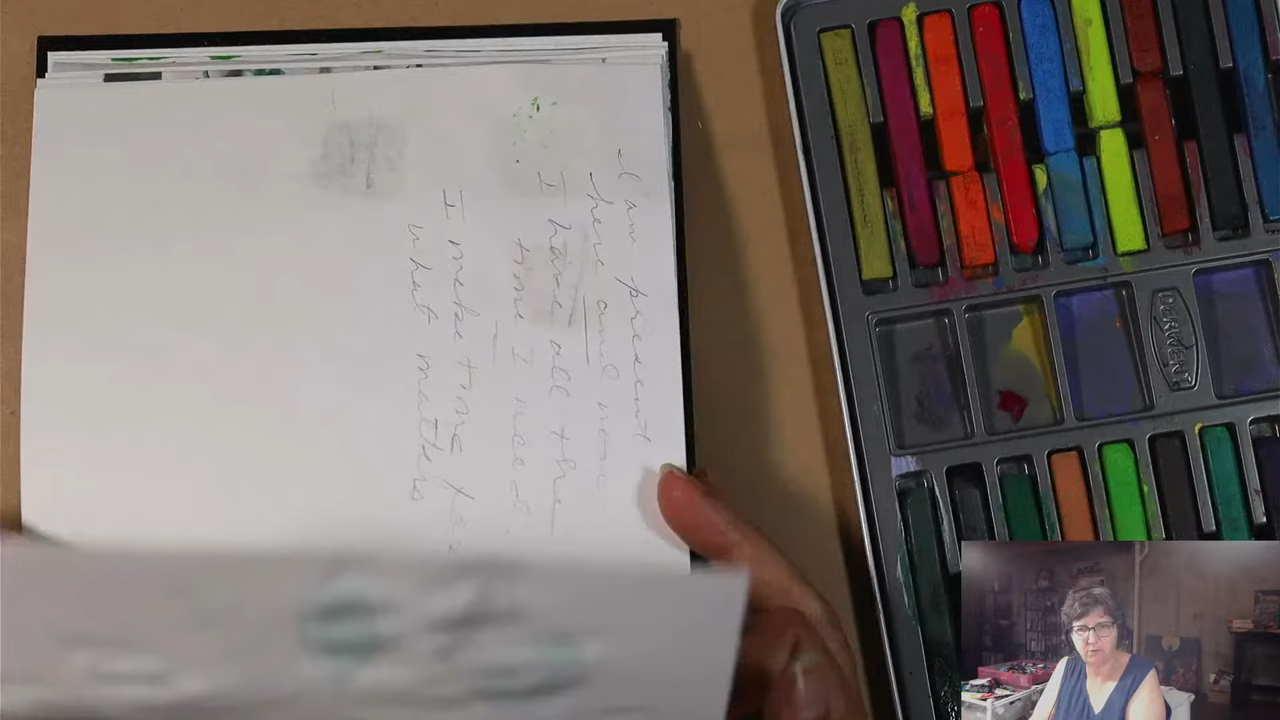 I am present
here and now
I have all the
time I need.
I make time for
what matters
DERWENT